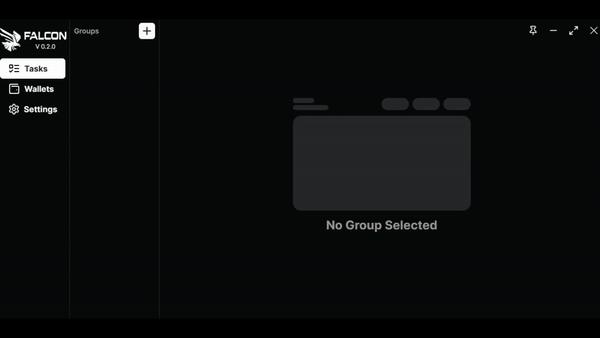 FALCON
V 0.2.0
Groups
Tasks
Wallets
Settings
No Group Selected